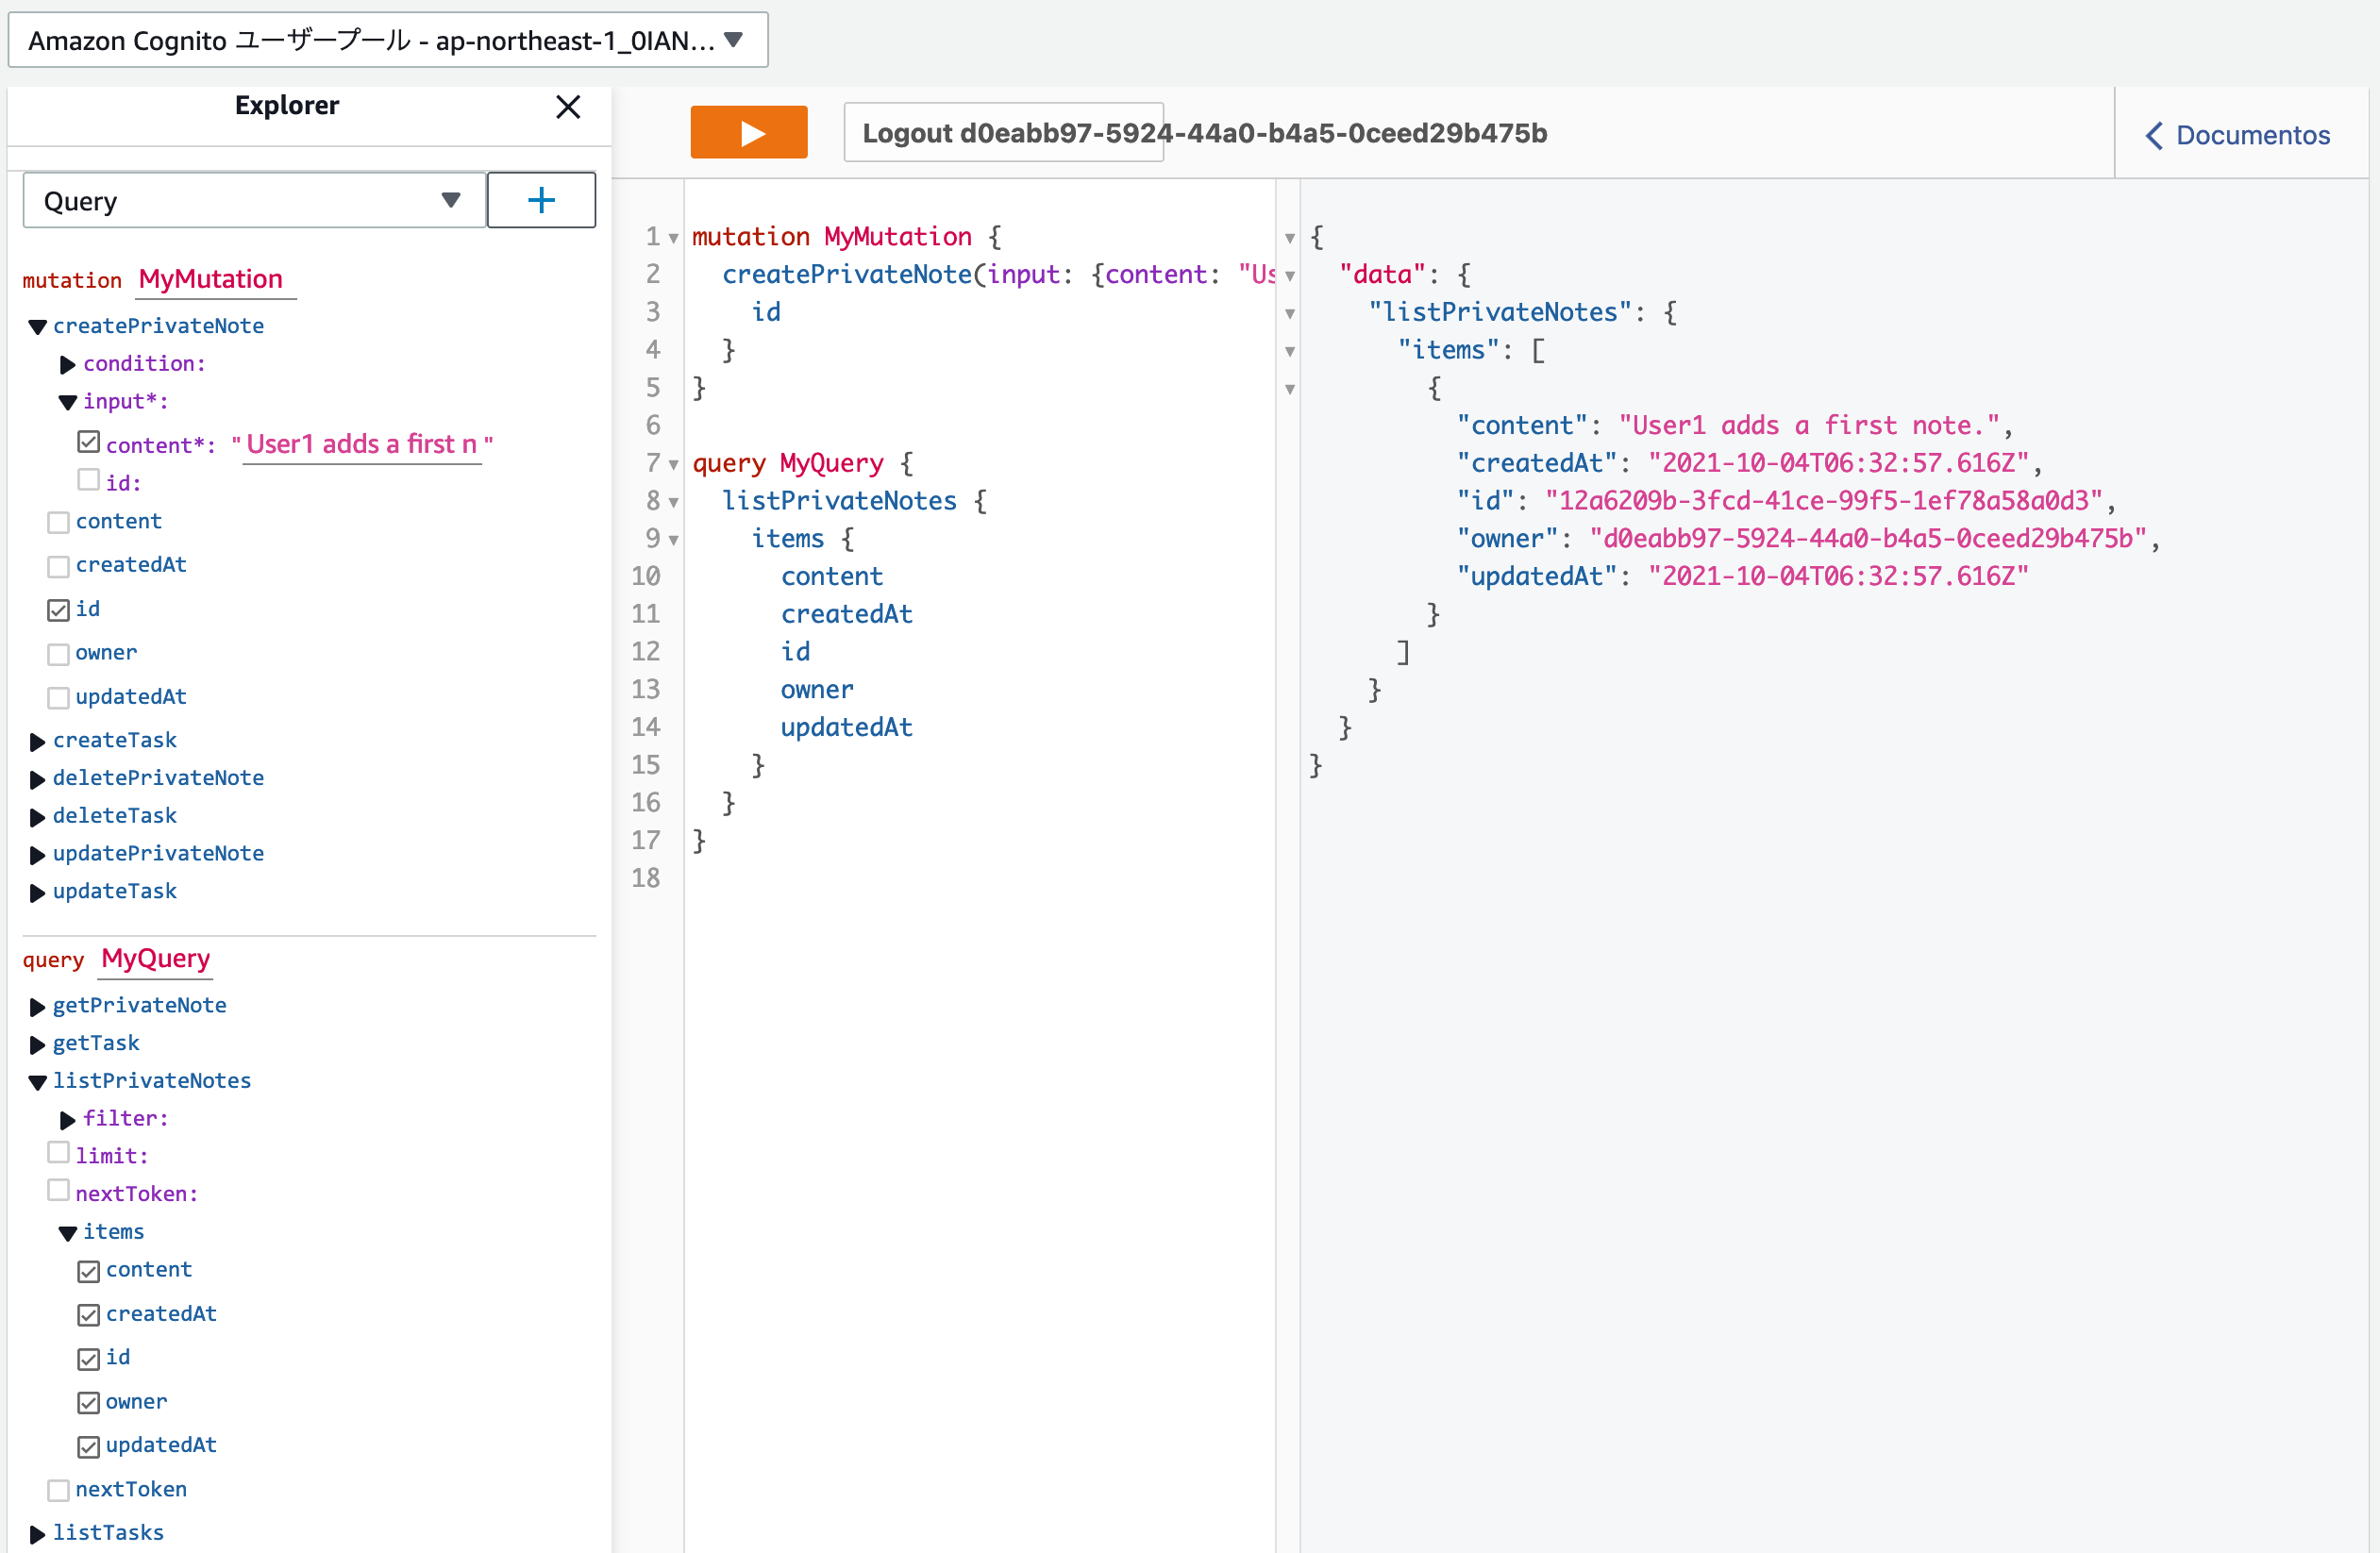 Amazon Cognito ユーザープール - ap-northeast-1_0IAN...
Explorer
Query
mutation MyMutation
createPrivateNote
condition:
input*:
content*: "User1 adds a first n"
id:
content
createdAt
id
owner
updatedAt
createTask
deletePrivateNote
deleteTask
updatePrivateNote
updateTask
query MyQuery
getPrivateNote
getTask
listPrivateNotes
filter:
limit:
nextToken:
items
content
createdAt
id
owner
updatedAt
nextToken
listTasks
Logout d0eabb97-5924-44a0-b4a5-0ceed29b475b
Documentos
1 mutation MyMutation {
2 createPrivateNote(input: {content: "Us
3 id
4 }
5 }
6
7 query MyQuery {
8 listPrivateNotes {
9 items {
10 content
11 createdAt
12 id
13 owner
14 updatedAt
15 }
16 }
17 }
18
{
"data": {
"listPrivateNotes": {
"items": [
{
"content": "User1 adds a first note.",
"createdAt": "2021-10-04T06:32:57.616Z",
"id": "12a6209b-3fcd-41ce-99f5-1ef78a58a0d3",
"owner": "d0eabb97-5924-44a0-b4a5-0ceed29b475b",
"updatedAt": "2021-10-04T06:32:57.616Z"
}
]
}
}
}